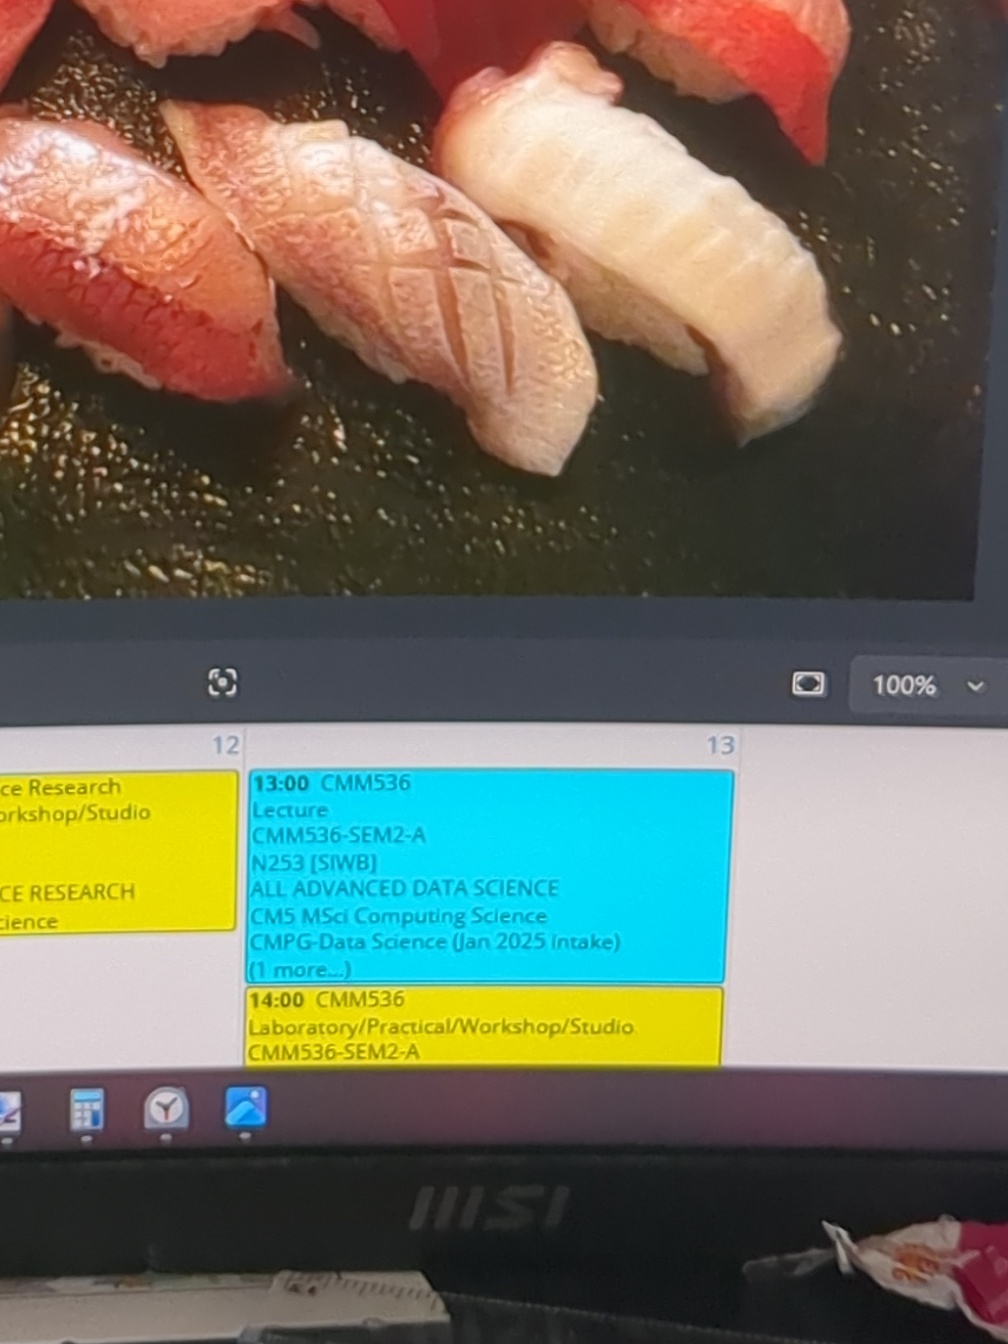 100%
12
13
ce Research
orkshop/Studio
CE RESEARCH
cience
13:00 CMM536
Lecture
CMM536-SEM2-A
N253 [SIWB]
ALL ADVANCED DATA SCIENCE
CM5 MSci Computing Science
CMPG-Data Science (Jan 2025 Intake)
(1 more...)
14:00 CMM536
Laboratory/Practical/Workshop/Studio
CMM536-SEM2-A
MSI